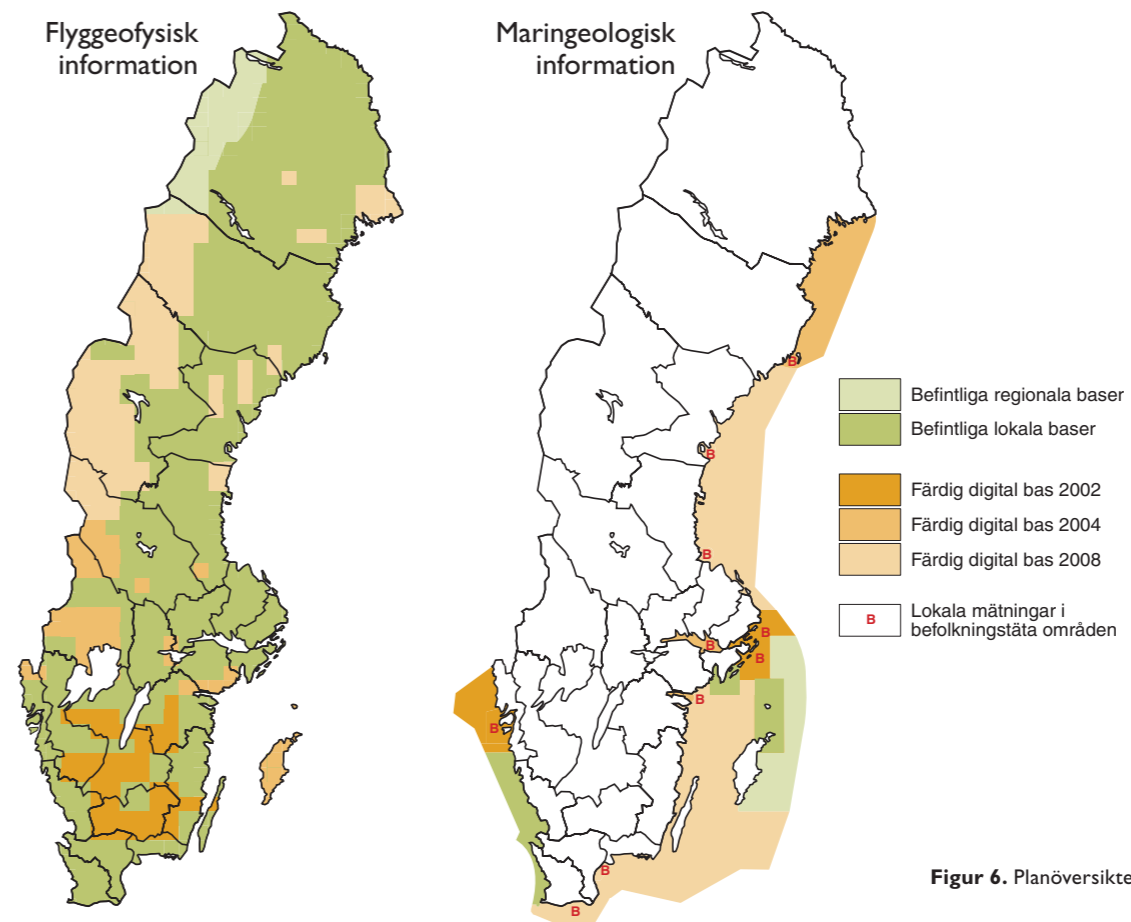 Flyggeofysisk
information
Maringeologisk
information
B
B
B
B
B
B
B
B
B
B
Befintliga regionala baser
Befintliga lokala baser
Färdig digital bas 2002
Färdig digital bas 2004
Färdig digital bas 2008
B
Lokala mätningar i
befolkningstäta områden
Figur 6. Planöversikte